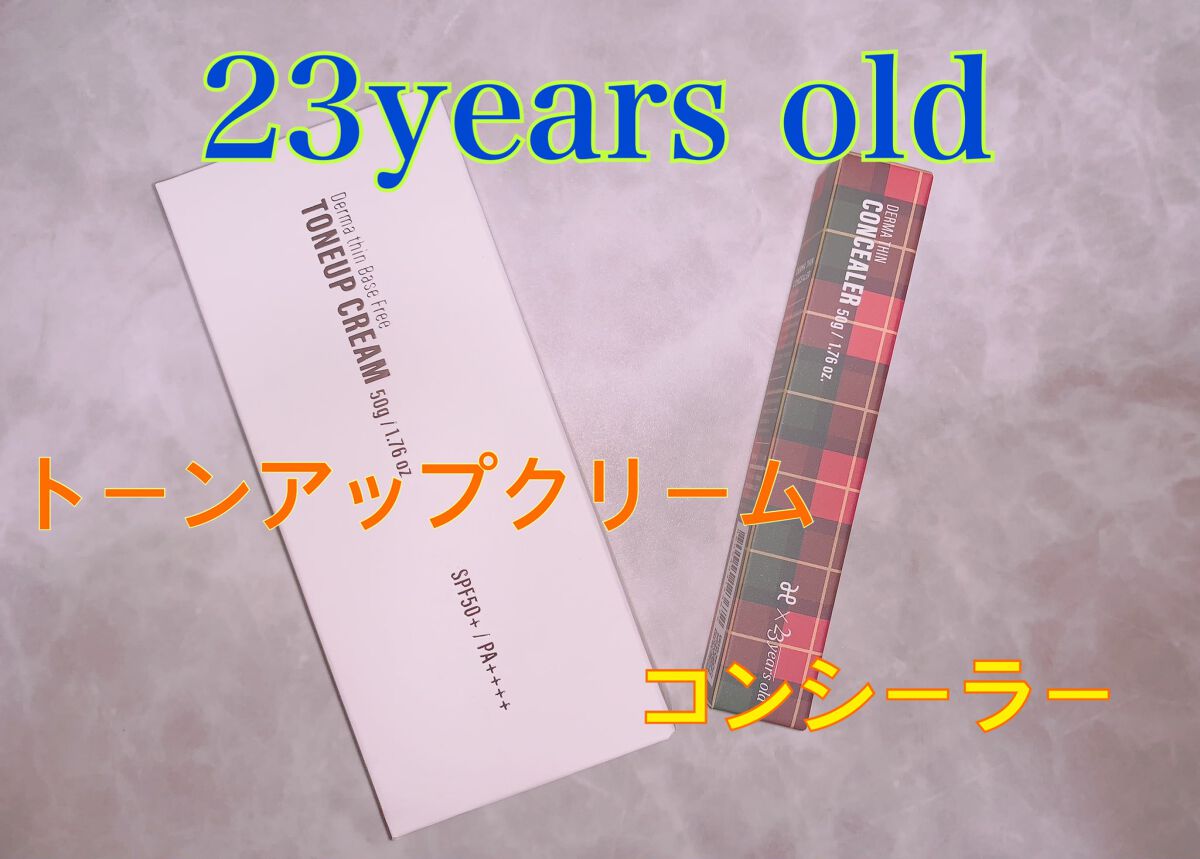 23years old
Derma thin Base Free
TONEUP CREAM 50g / 1.76 oz
SPF50+ / PA++++
DERMA THIN
CONCEALER 50g / 1.76 oz.
× 23years old
トーンアップクリーム
コンシーラー